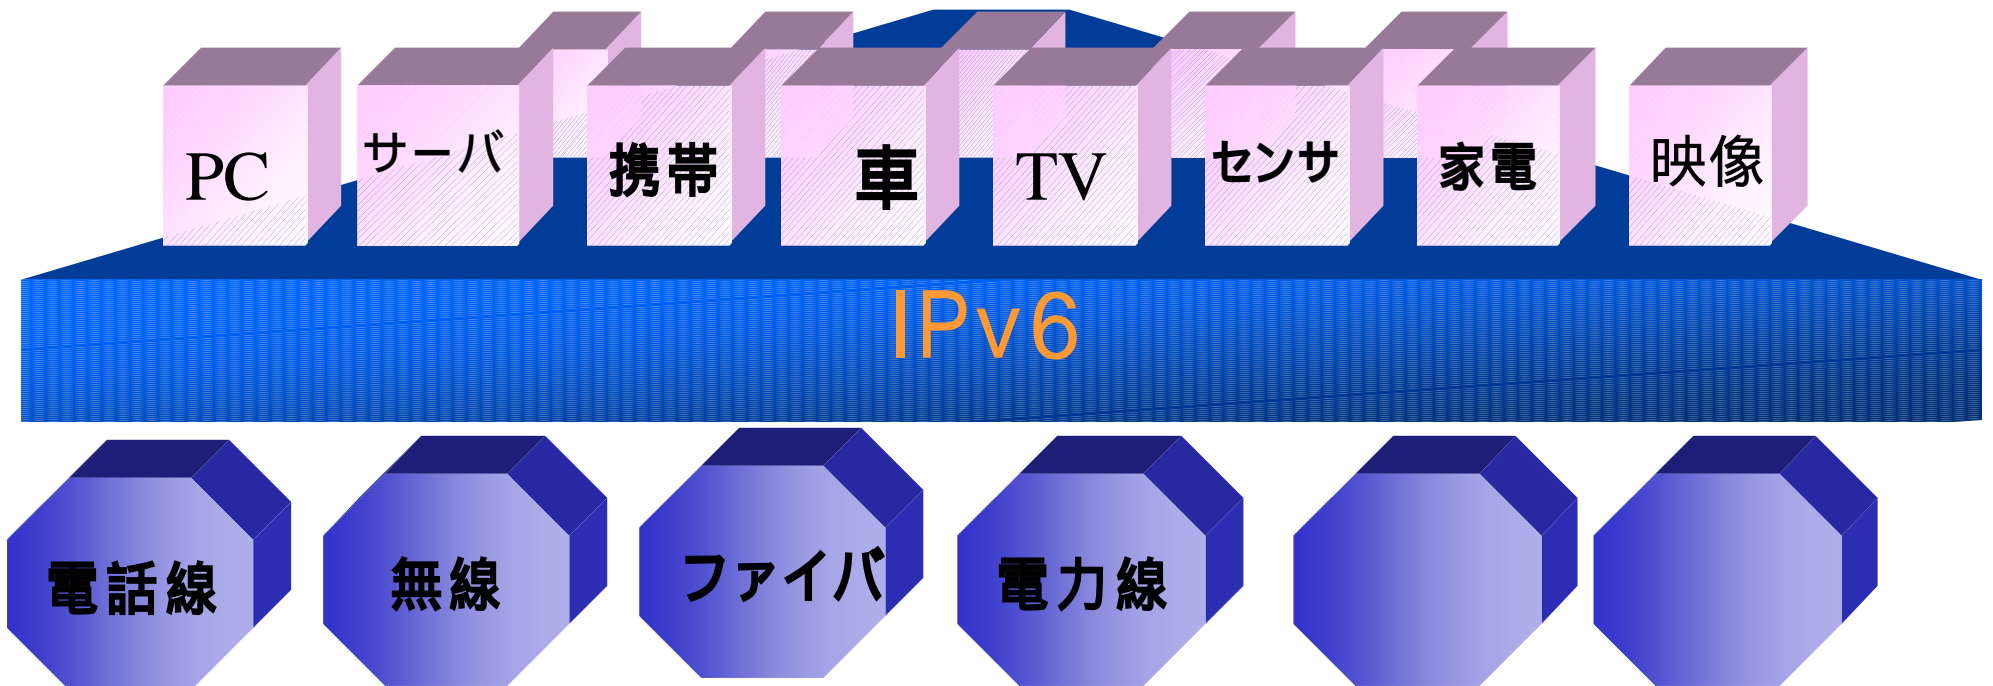 PC サーバ 携帯 車 TV センサ 家電 映像
IPv6
電話線 無線 ファイバ 電力線